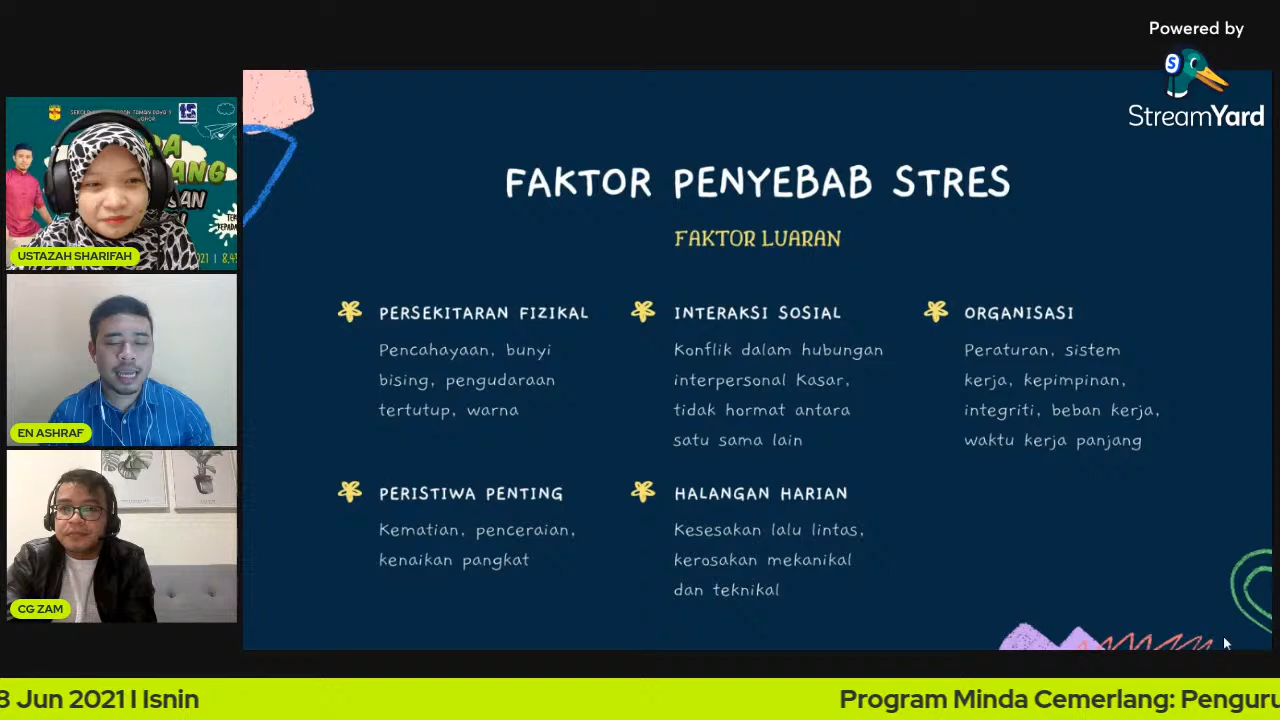 Powered by
StreamYard
USTAZAH SHARIFAH
EN ASHRAF
CG ZAM
FAKTOR PENYEBAB STRES
FAKTOR LUARAN
PERSEKITARAN FIZIKAL
Pencahayaan, bunyi
bising, pengudaraan
tertutup, warna
INTERAKSI SOSIAL
Konflik dalam hubungan
interpersonal Kasar,
tidak hormat antara
satu sama lain
ORGANISASI
Peraturan, sistem
kerja, kepimpinan,
integriti, beban kerja,
waktu kerja panjang
PERISTIWA PENTING
Kematian, penceraian,
kenaikan pangkat
HALANGAN HARIAN
Kesesakan lalu lintas,
kerosakan mekanikal
dan teknikal
8 Jun 2021 I Isnin
Program Minda Cemerlang: Penguru